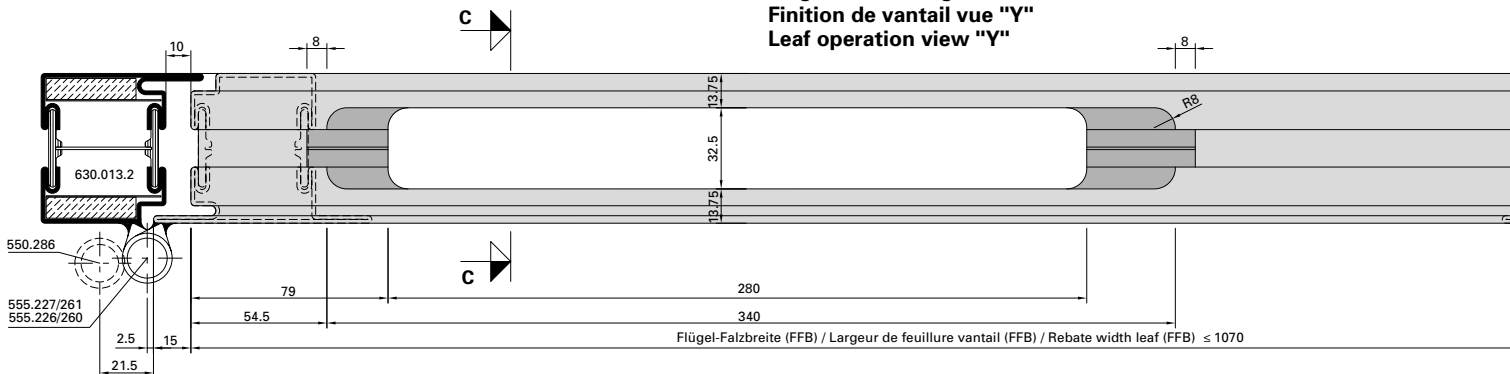 Finition de vantail vue "Y"
Leaf operation view "Y"
C
10
8
8
13.75
R8
32.5
630.013.2
13.75
550.286
C
555.227/261
555.226/260
79
280
54.5
340
2.5
15
Flügel-Falzbreite (FFB) / Largeur de feuillure vantail (FFB) / Rebate width leaf (FFB) ≤ 1070
21.5